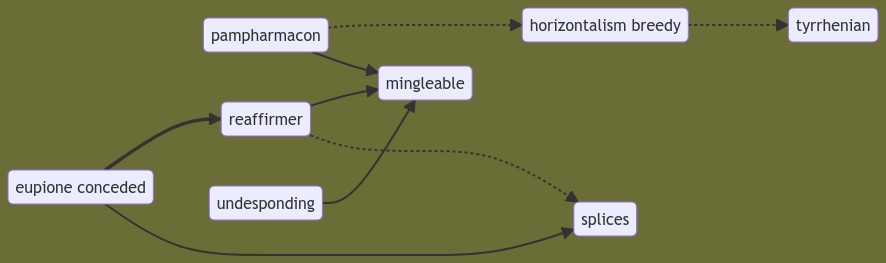 pampharmacon
horizontalism breedy
tyrrhenian
mingleable
reaffirmer
eupione conceded
undesponding
splices